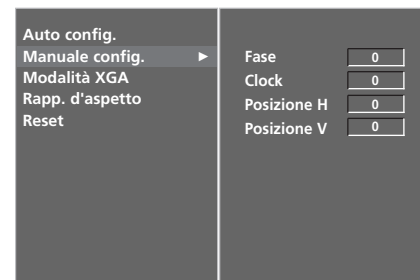 Auto config.
Manuale config. ►
Modalità XGA
Rapp. d'aspetto
Reset
Fase 0
Clock 0
Posizione H 0
Posizione V 0